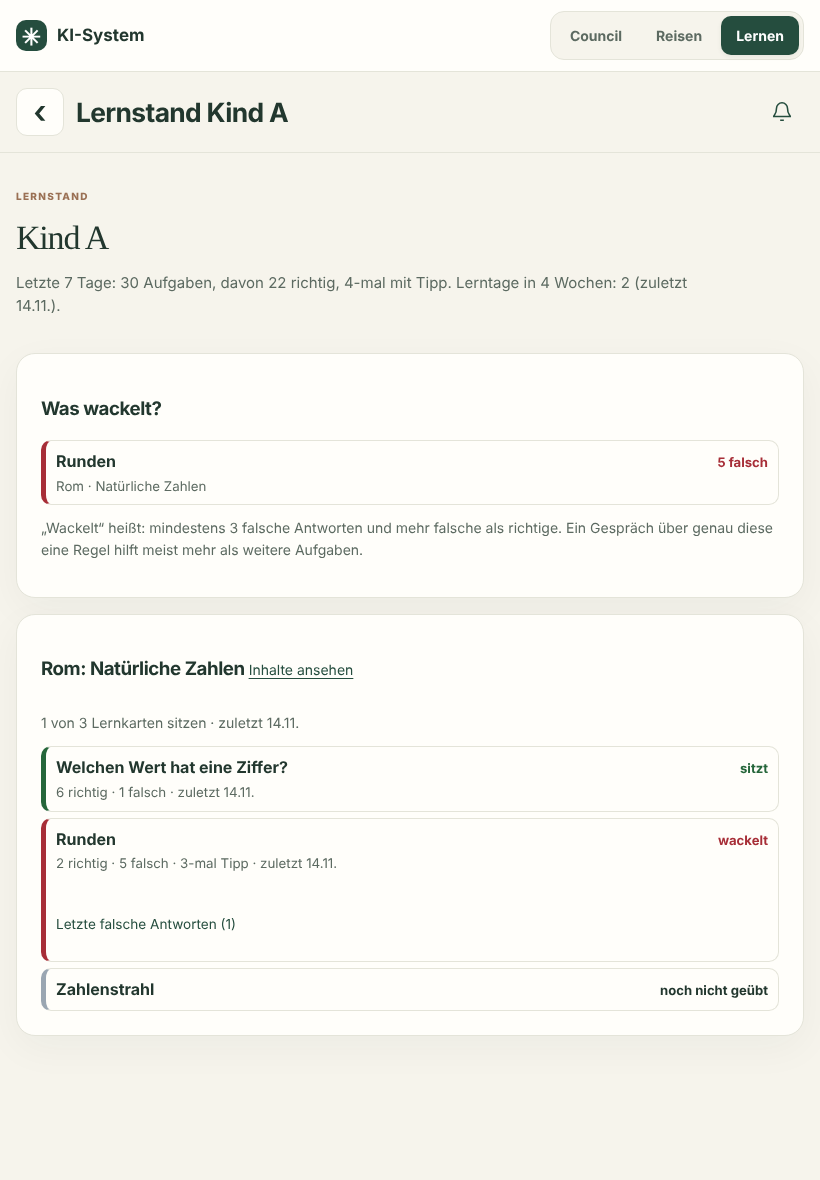 KI-System
Council
Reisen
Lernen
Lernstand Kind A
LERNSTAND
Kind A
Letzte 7 Tage: 30 Aufgaben, davon 22 richtig, 4-mal mit Tipp. Lerntage in 4 Wochen: 2 (zuletzt
14.11.).
Was wackelt?
Runden
5 falsch
Rom · Natürliche Zahlen
„Wackelt“ heißt: mindestens 3 falsche Antworten und mehr falsche als richtige. Ein Gespräch über genau diese
eine Regel hilft meist mehr als weitere Aufgaben.
Rom: Natürliche Zahlen Inhalte ansehen
1 von 3 Lernkarten sitzen · zuletzt 14.11.
Welchen Wert hat eine Ziffer?
sitzt
6 richtig · 1 falsch · zuletzt 14.11.
Runden
wackelt
2 richtig · 5 falsch · 3-mal Tipp · zuletzt 14.11.
Letzte falsche Antworten (1)
Zahlenstrahl
noch nicht geübt